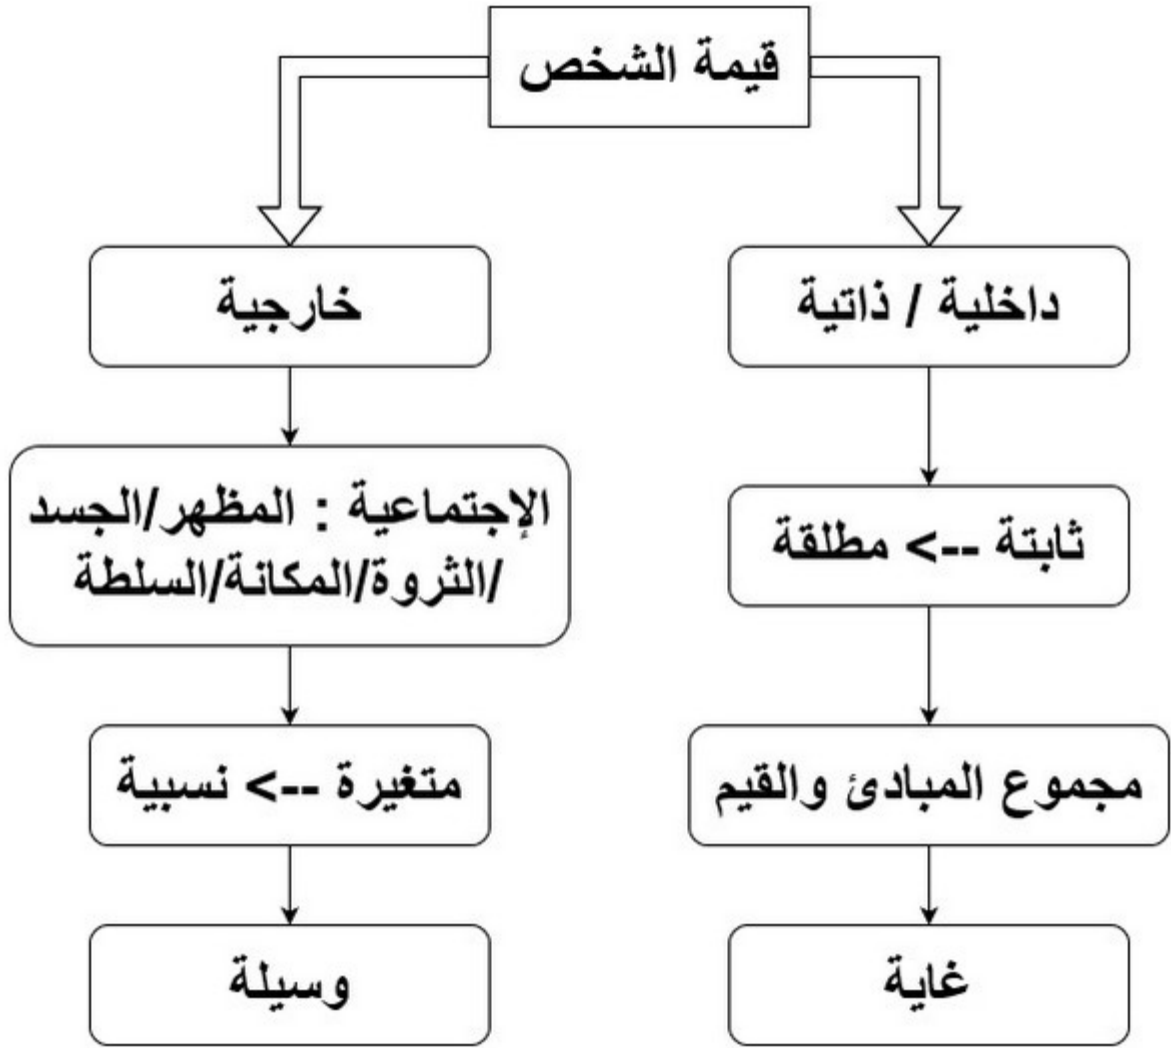 قيمة الشخص
داخلية / ذاتية
ثابتة --> مطلقة
مجموع المبادئ والقيم
غاية
خارجية
الإجتماعية : المظهر/الجسد
/الثروة/المكانة/السلطة
متغيرة --> نسبية
وسيلة